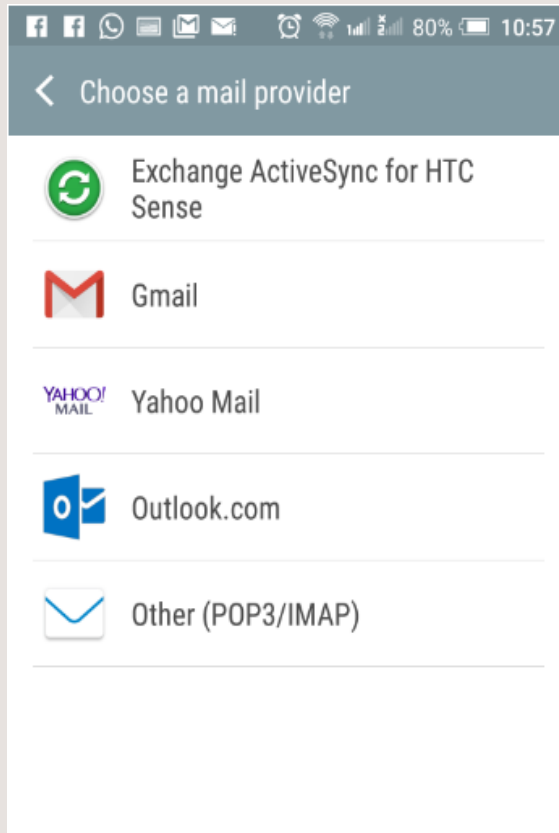 80% 10:57
Choose a mail provider
Exchange ActiveSync for HTC
Sense
Gmail
YAHOO!
MAIL
Yahoo Mail
Outlook.com
Other (POP3/IMAP)